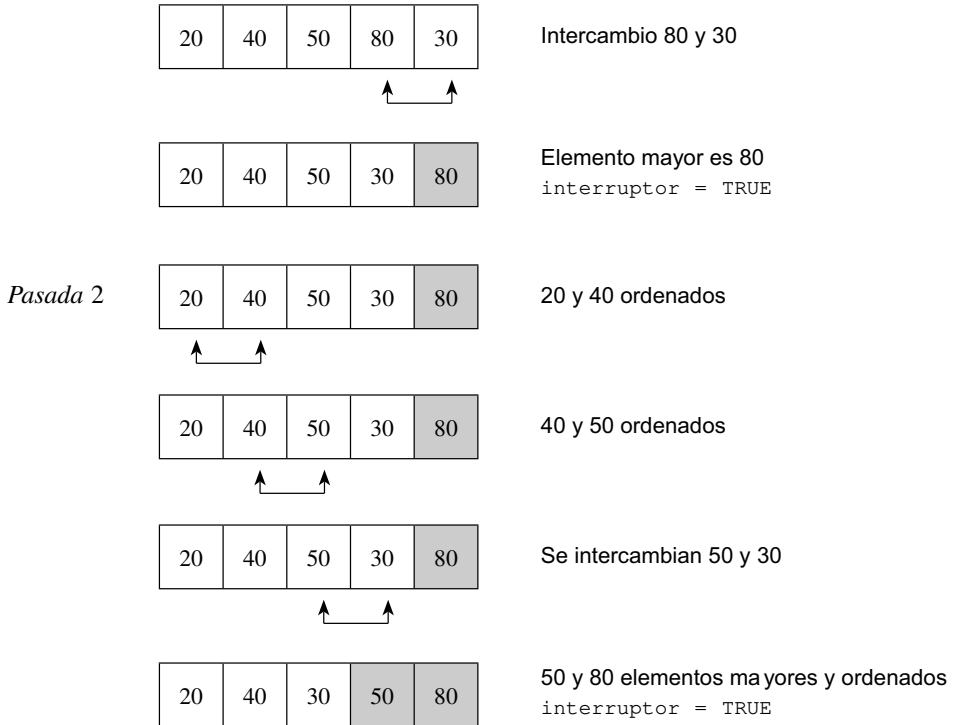 20 40 50 80 30 Intercambio 80 y 30
20 40 50 30 80 Elemento mayor es 80
interruptor = TRUE
Pasada 2 20 40 50 30 80 20 y 40 ordenados
20 40 50 30 80 40 y 50 ordenados
20 40 50 30 80 Se intercambian 50 y 30
20 40 30 50 80 50 y 80 elementos mayores y ordenados
interruptor = TRUE